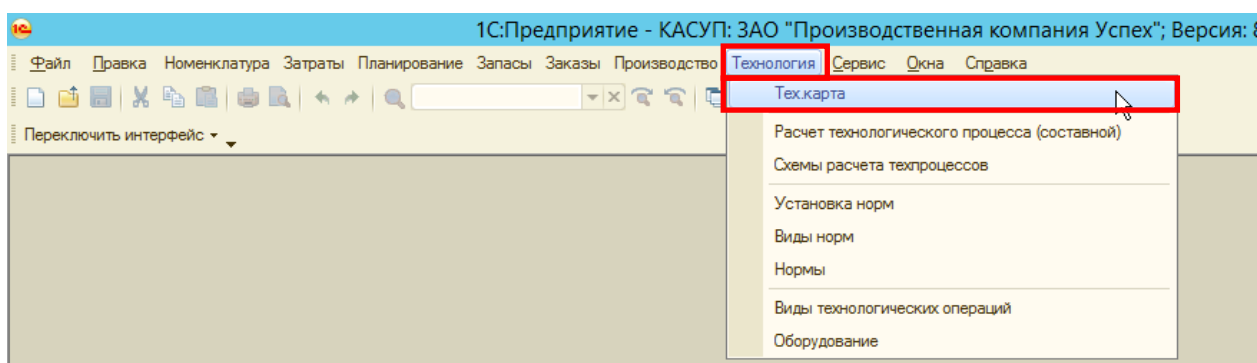 1С:Предприятие - КАСУП: ЗАО "Производственная компания Успех"; Версия:
Файл Правка Номенклатура Затраты Планирование Запасы Заказы Производство Технология Сервис Окна Справка
Тех.карта
Переключить интерфейс
Расчет технологического процесса (составной)
Схемы расчета техпроцессов
Установка норм
Виды норм
Нормы
Виды технологических операций
Оборудование